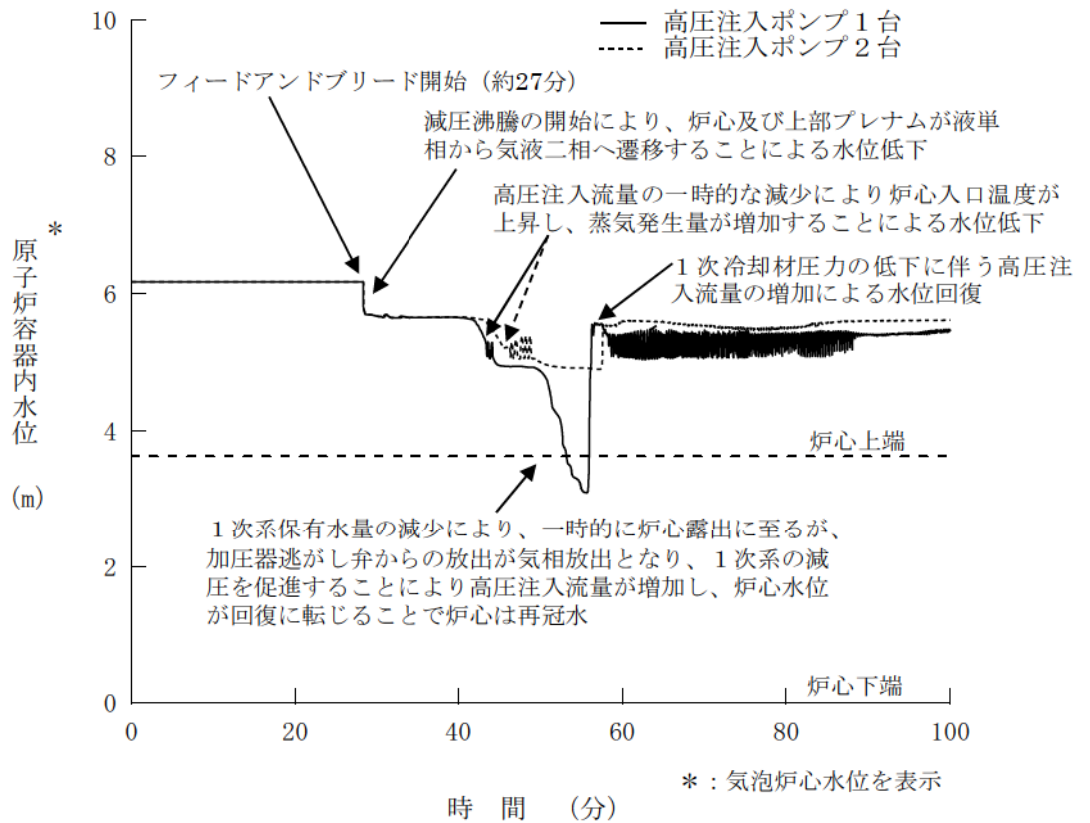 高圧注入ポンプ1台
高圧注入ポンプ2台
フィードアンドブリード開始（約27分）
減圧沸騰の開始により、炉心及び上部プレナムが液単
相から気液二相へ遷移することによる水位低下
高圧注入流量の一時的な減少により炉心入口温度が
上昇し、蒸気発生量が増加することによる水位低下
1次冷却材圧力の低下に伴う高圧注
入流量の増加による水位回復
炉心上端
1次系保有水量の減少により、一時的に炉心露出に至るが、
加圧器逃がし弁からの放出が気相放出となり、1次系の減
圧を促進することにより高圧注入流量が増加し、炉心水位
が回復に転じることで炉心は再冠水
炉心下端
原子炉容器内水位＊
(m)
10
8
6
4
2
0
0 20 40 60 80 100
＊：気泡炉心水位を表示
時 間 （分）